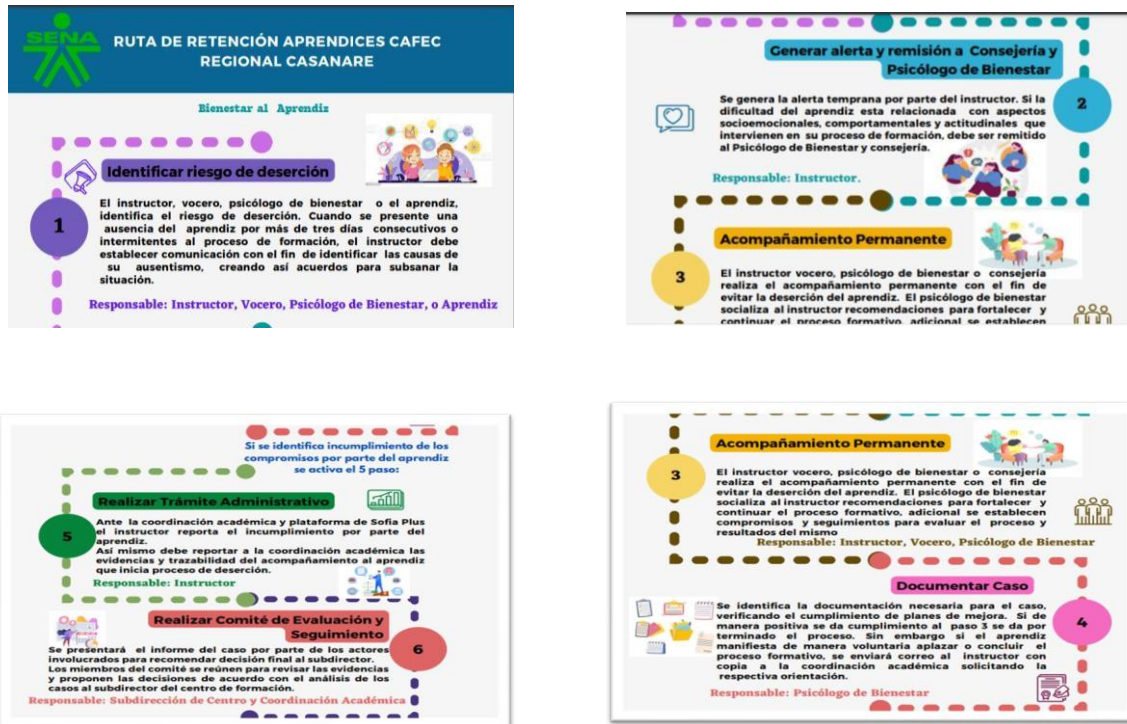 SENA
RUTA DE RETENCIÓN APRENDICES CAFEC
REGIONAL CASANARE
Bienestar al Aprendiz
Identificar riesgo de deserción
1
El instructor, vocero, psicólogo de bienestar o el aprendiz,
identifica el riesgo de deserción. Cuando se presente una
ausencia del aprendiz por más de tres días consecutivos o
intermitentes al proceso de formación, el instructor debe
establecer comunicación con el fin de identificar las causas de
su ausentismo, creando así acuerdos para subsanar la
situación.
Responsable: Instructor, Vocero, Psicólogo de Bienestar, o Aprendiz
Generar alerta y remisión a Consejería y
Psicólogo de Bienestar
2
Se genera la alerta temprana por parte del instructor. Si la
dificultad del aprendiz esta relacionada con aspectos
socioemocionales, comportamentales y actitudinales que
intervienen en su proceso de formación, debe ser remitido
al Psicólogo de Bienestar y consejería.
Responsable: Instructor.
Acompañamiento Permanente
3
El instructor vocero, psicólogo de bienestar o consejería
realiza el acompañamiento permanente con el fin de
evitar la deserción del aprendiz. El psicólogo de bienestar
socializa al instructor recomendaciones para fortalecer y
continuar el proceso formativo, adicional se establecen
Si se identifica incumplimiento de los
compromisos por parte del aprendiz
se activa el 5 paso:
Realizar Trámite Administrativo
5
Ante la coordinación académica y plataforma de Sofia Plus
el instructor reporta el incumplimiento por parte del
aprendiz.
Así mismo debe reportar a la coordinación académica las
evidencias y trazabilidad del acompañamiento al aprendiz
que inicia proceso de deserción.
Responsable: Instructor
Realizar Comité de Evaluación y
Seguimiento
6
Se presentará el informe del caso por parte de los actores
involucrados para recomendar decisión final al subdirector.
Los miembros del comité se reúnen para revisar las evidencias
y proponen las decisiones de acuerdo con el análisis de los
casos al subdirector del centro de formación.
Responsable: Subdirección de Centro y Coordinación Académica
Acompañamiento Permanente
3
El instructor vocero, psicólogo de bienestar o consejería
realiza el acompañamiento permanente con el fin de
evitar la deserción del aprendiz. El psicólogo de bienestar
socializa al instructor recomendaciones para fortalecer y
continuar el proceso formativo, adicional se establecen
compromisos y seguimientos para evaluar el proceso y
resultados del mismo
Responsable: Instructor, Vocero, Psicólogo de Bienestar
Documentar Caso
4
Se identifica la documentación necesaria para el caso,
verificando el cumplimiento de planes de mejora. Si de
manera positiva se da cumplimiento al paso 3 se da por
terminado el proceso. Sin embargo si el aprendiz
manifiesta de manera voluntaria aplazar o concluir el
proceso formativo, se enviará correo al instructor con
copia a la coordinación académica solicitando la
respectiva orientación.
Responsable: Psicólogo de Bienestar